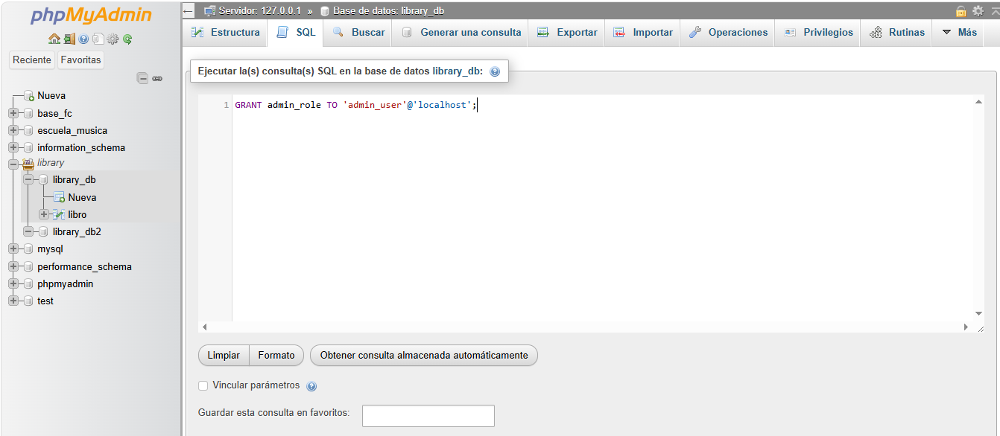 phpMyAdmin
Reciente Favoritas
Nueva
base_fc
escuela_musica
information_schema
library
library_db
Nueva
libro
library_db2
mysql
performance_schema
phpmyadmin
test
Servidor: 127.0.0.1 » Base de datos: library_db
Estructura SQL Buscar Generar una consulta Exportar Importar Operaciones Privilegios Rutinas Más
Ejecutar la(s) consulta(s) SQL en la base de datos library_db:
1 GRANT admin_role TO 'admin_user'@'localhost';
Limpiar Formato Obtener consulta almacenada automáticamente
Vincular parámetros
Guardar esta consulta en favoritos: